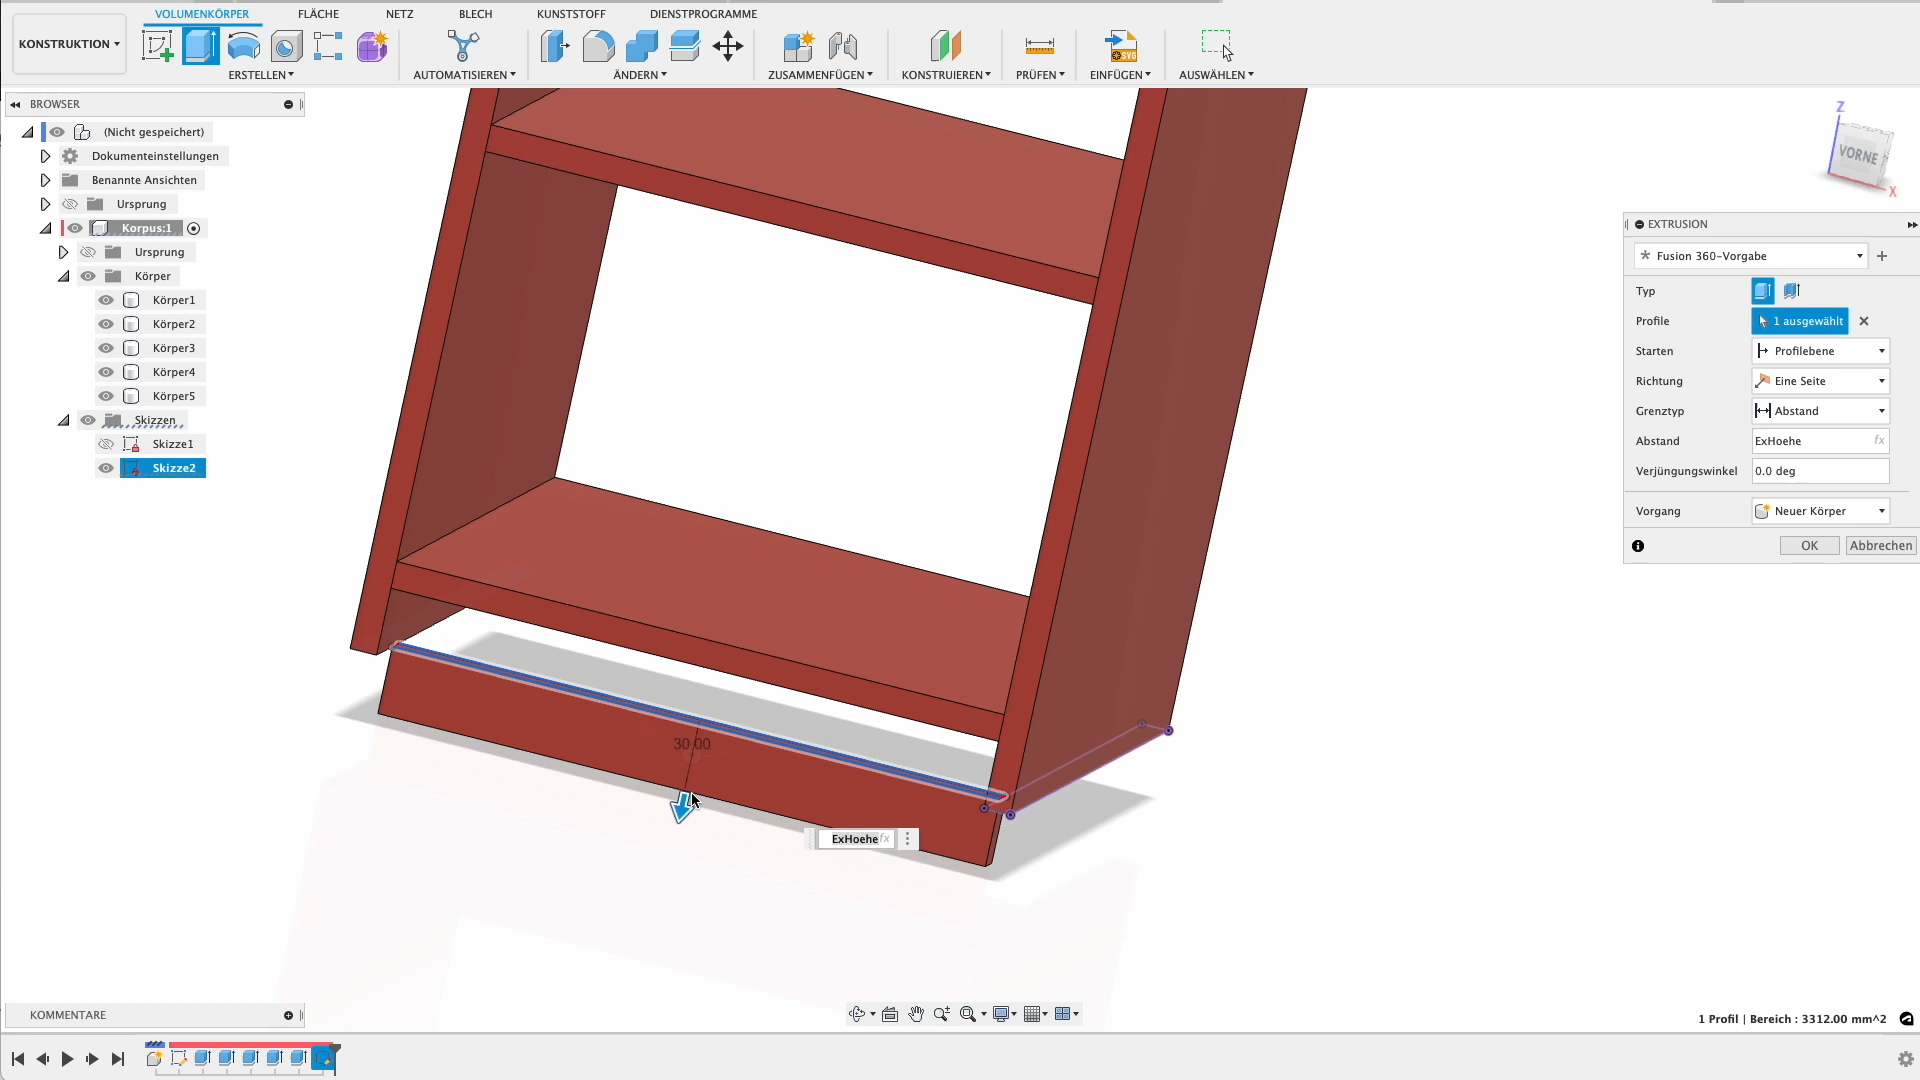 VOLUMENKÖRPER FLÄCHE NETZ BLECH KUNSTSTOFF DIENSTPROGRAMME
KONSTRUKTION
ERSTELLEN AUTOMATISIEREN ÄNDERN ZUSAMMENFÜGEN KONSTRUIEREN PRÜFEN EINFÜGEN AUSWÄHLEN
SVG
BROWSER
(Nicht gespeichert)
Dokumenteinstellungen
Benannte Ansichten
Ursprung
Korpus:1
Ursprung
Körper
Körper1
Körper2
Körper3
Körper4
Körper5
Skizzen
Skizze1
Skizze2
Z
VORNE
X
EXTRUSION
Fusion 360-Vorgabe
Typ
Profile 1 ausgewählt
Starten Profilebene
Richtung Eine Seite
Grenztyp Abstand
Abstand ExHoehe fx
Verjüngungswinkel 0.0 deg
Vorgang Neuer Körper
OK Abbrechen
30.00
ExHoehe fx
KOMMENTARE
1 Profil | Bereich : 3312.00 mm^2